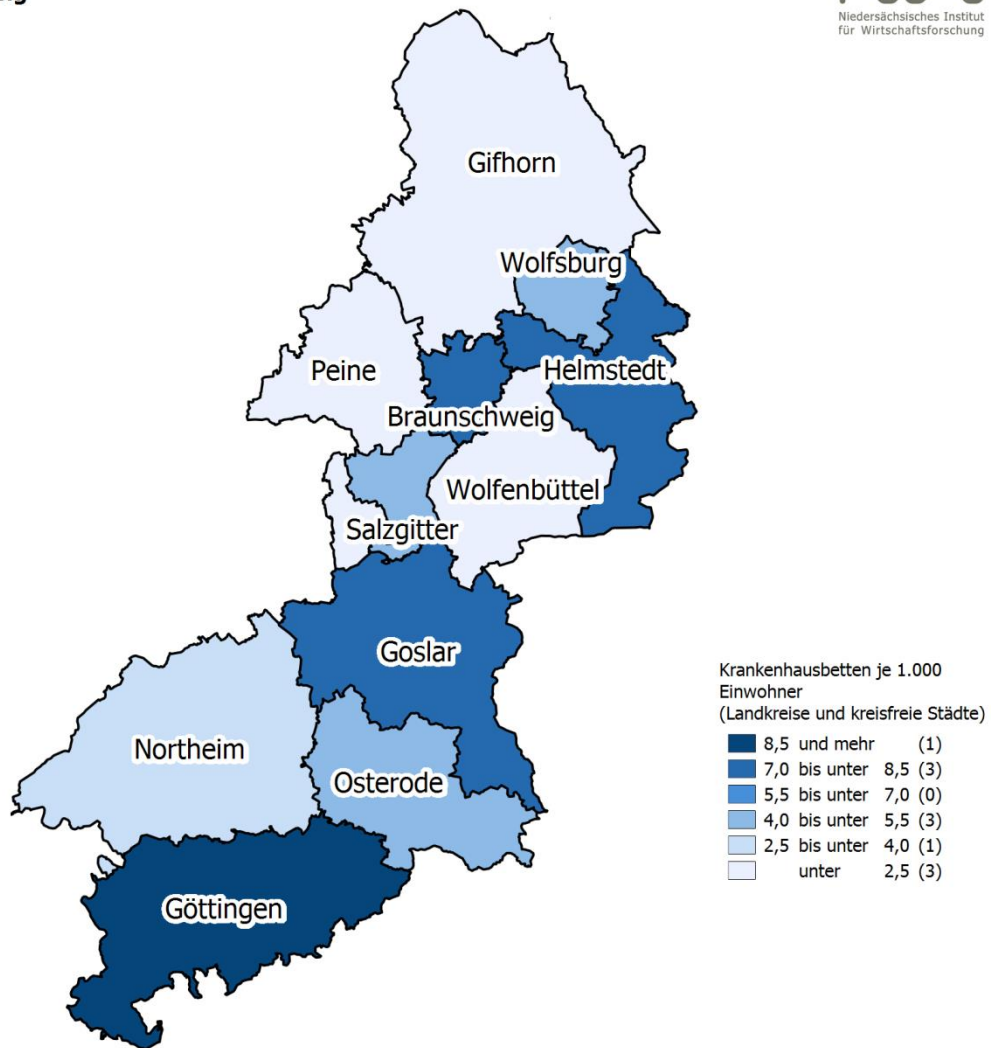 Niedersächsisches Institut
für Wirtschaftsforschung
Gifhorn
Wolfsburg
Peine
Helmstedt
Braunschweig
Wolfenbüttel
Salzgitter
Goslar
Northeim
Osterode
Göttingen
Krankenhausbetten je 1.000
Einwohner
(Landkreise und kreisfreie Städte)
8,5 und mehr (1)
7,0 bis unter 8,5 (3)
5,5 bis unter 7,0 (0)
4,0 bis unter 5,5 (3)
2,5 bis unter 4,0 (1)
unter 2,5 (3)